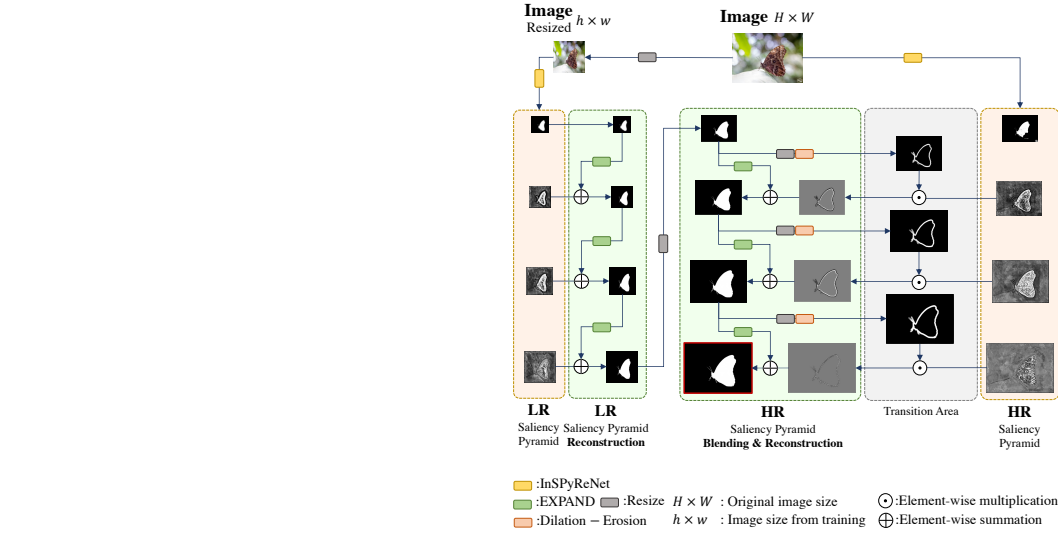 Image
Resized h × w
Image H × W
LR
Saliency
Pyramid
LR
Saliency Pyramid
Reconstruction
HR
Saliency Pyramid
Blending & Reconstruction
Transition Area
HR
Saliency
Pyramid
:InSPyReNet
:EXPAND :Resize H × W : Original image size :Element-wise multiplication
:Dilation − Erosion h × w : Image size from training :Element-wise summation